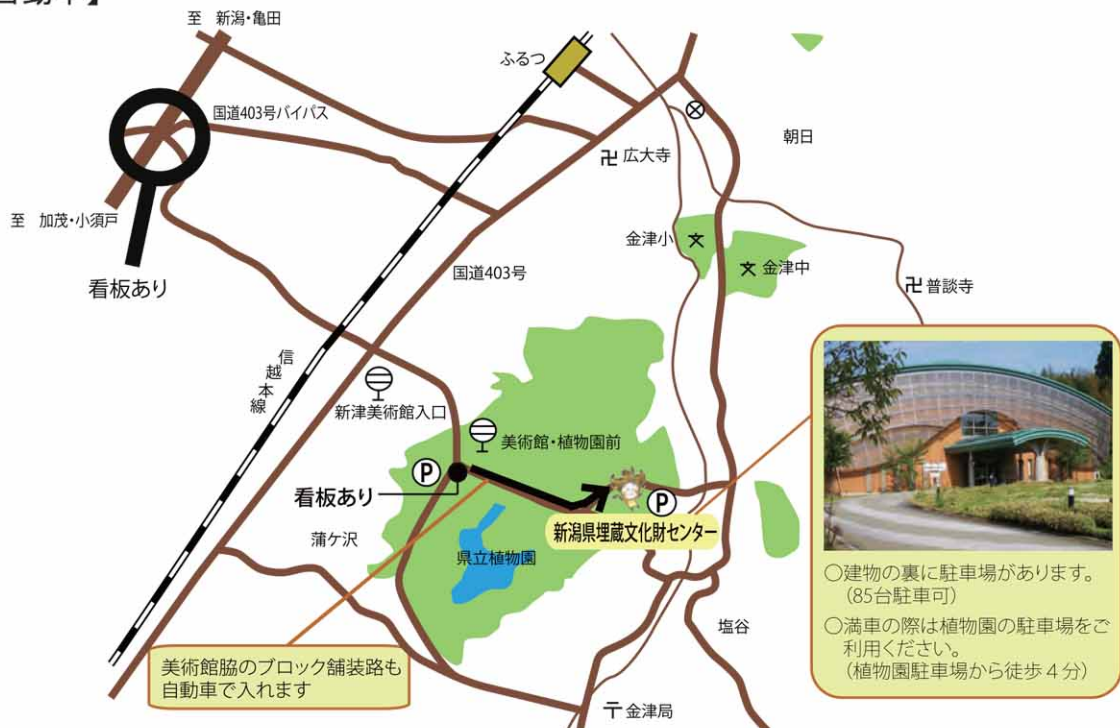 至　新潟・亀田
ふるつ
国道403号バイパス
朝日
卍 広大寺
至　加茂・小須戸
金津小
国道403号
金津中
看板あり
卍 普談寺
信越本線
新津美術館入口
美術館・植物園前
P
看板あり
P
新潟県埋蔵文化財センター
蒲ケ沢
県立植物園
○建物の裏に駐車場があります。
（85台駐車可）
○満車の際は植物園の駐車場をご
利用ください。
（植物園駐車場から徒歩４分）
塩谷
美術館脇のブロック舗装路も
自動車で入れます
〒金津局